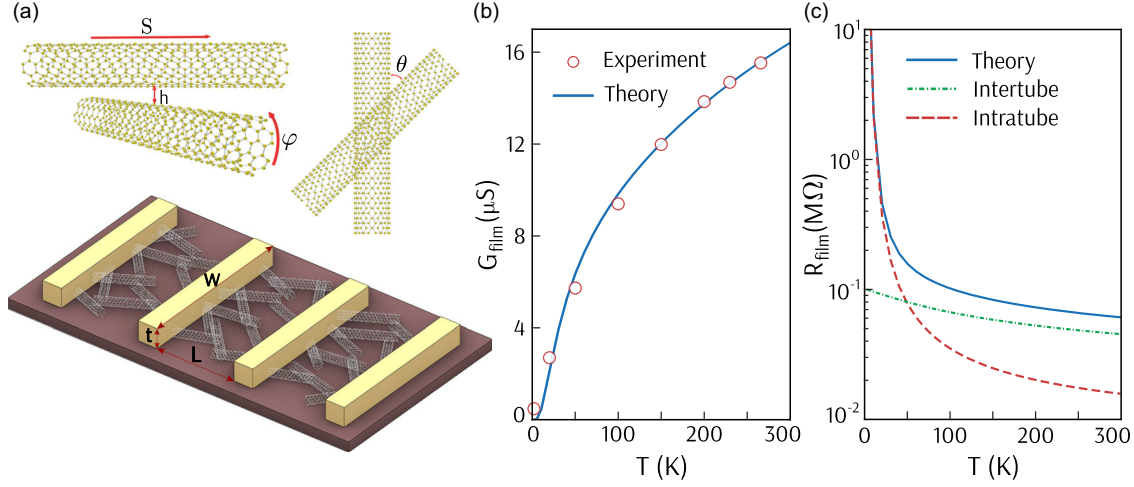 (a)
S
h
φ
θ
W
t
L
(b)
16
12
8
4
0
G_film (μS)
Experiment
Theory
0
100
200
300
T (K)
(c)
10^1
10^0
10^-1
10^-2
R_film (MΩ)
Theory
Intertube
Intratube
0
100
200
300
T (K)